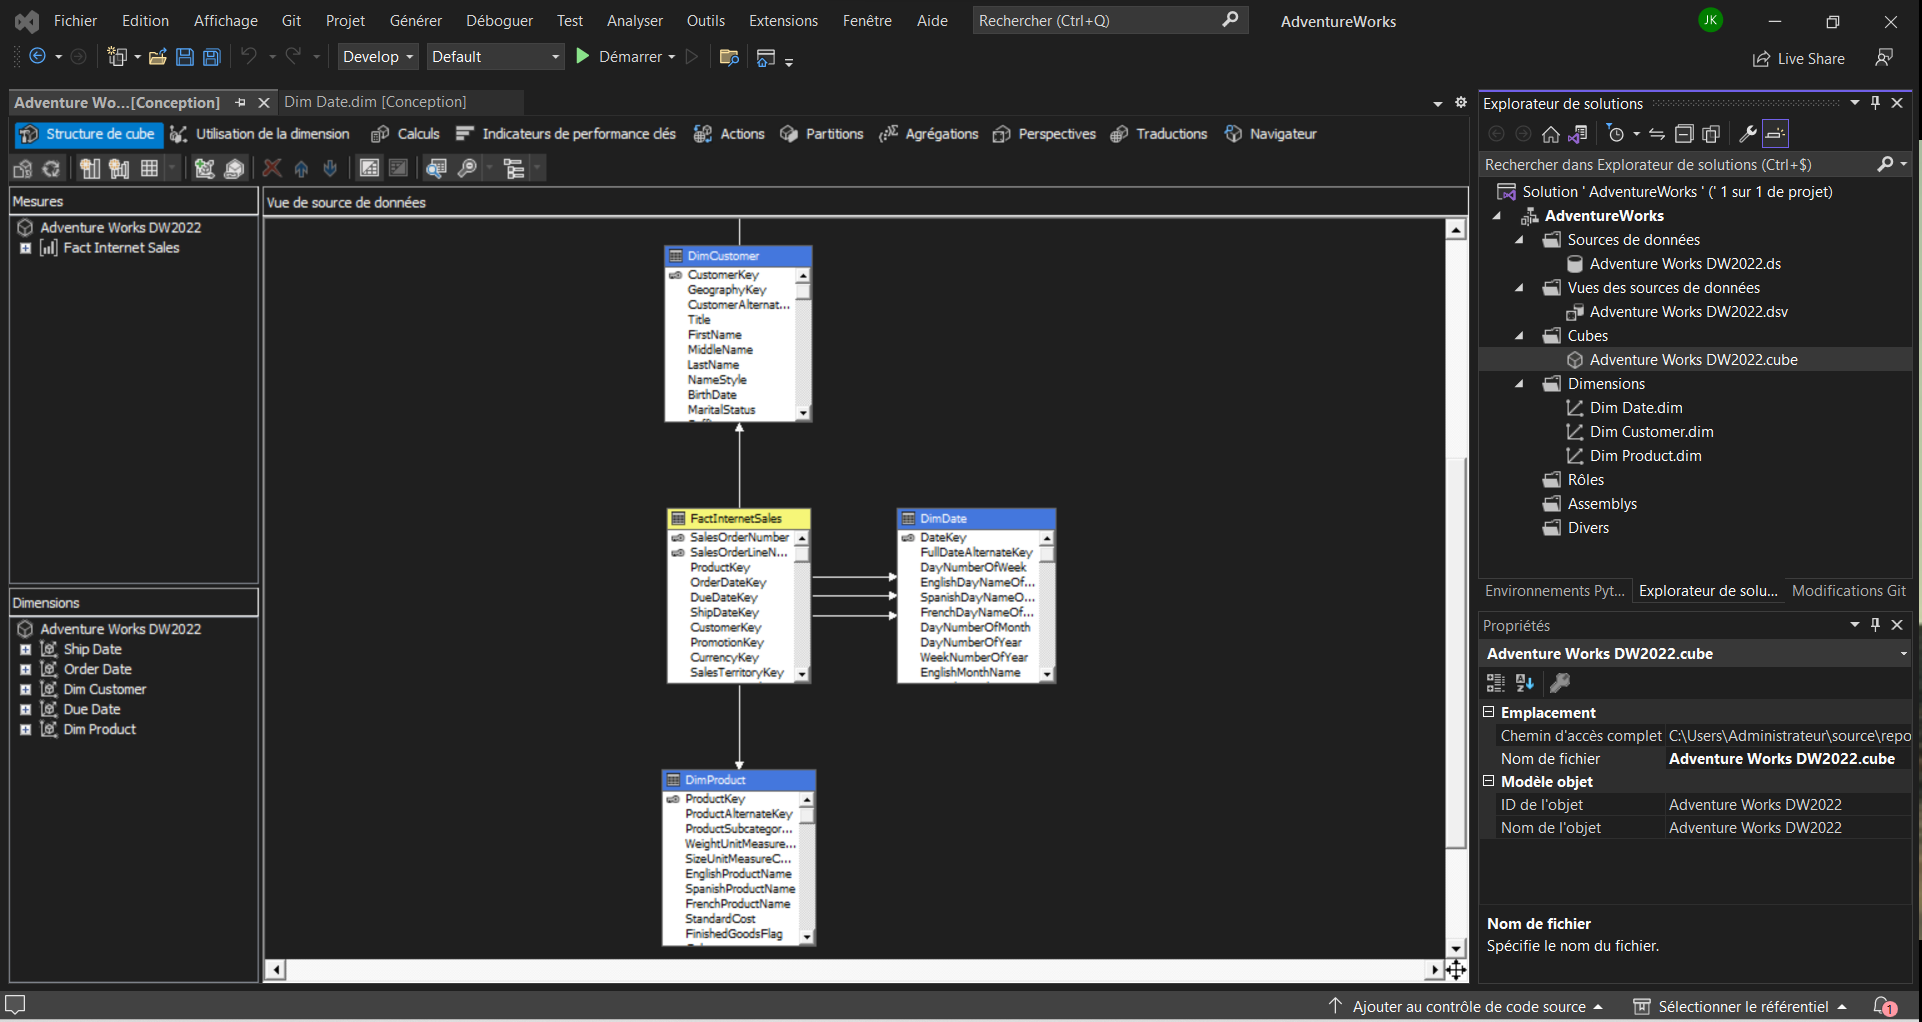 Fichier Edition Affichage Git Projet Générer Déboguer Test Analyser Outils Extensions Fenêtre Aide Rechercher (Ctrl+Q) AdventureWorks JK
Develop Default Démarrer Live Share
Adventure Wo...[Conception] Dim Date.dim [Conception]
Structure de cube Utilisation de la dimension Calculs Indicateurs de performance clés Actions Partitions Agrégations Perspectives Traductions Navigateur
Mesures
Adventure Works DW2022
Fact Internet Sales
Dimensions
Adventure Works DW2022
Ship Date
Order Date
Dim Customer
Due Date
Dim Product
Vue de source de données
DimCustomer
CustomerKey
GeographyKey
CustomerAlternat...
Title
FirstName
MiddleName
LastName
NameStyle
BirthDate
MaritalStatus
FactInternetSales
SalesOrderNumber
SalesOrderLineN...
ProductKey
OrderDateKey
DueDateKey
ShipDateKey
CustomerKey
PromotionKey
CurrencyKey
SalesTerritoryKey
DimDate
DateKey
FullDateAlternateKey
DayNumberOfWeek
EnglishDayNameOf...
SpanishDayNameO...
FrenchDayNameOf...
DayNumberOfMonth
DayNumberOfYear
WeekNumberOfYear
EnglishMonthName
DimProduct
ProductKey
ProductAlternateKey
ProductSubcategor...
WeightUnitMeasure...
SizeUnitMeasureC...
EnglishProductName
SpanishProductName
FrenchProductName
StandardCost
FinishedGoodsFlag
Explorateur de solutions
Rechercher dans Explorateur de solutions (Ctrl+$)
Solution ' AdventureWorks ' (' 1 sur 1 de projet)
AdventureWorks
Sources de données
Adventure Works DW2022.ds
Vues des sources de données
Adventure Works DW2022.dsv
Cubes
Adventure Works DW2022.cube
Dimensions
Dim Date.dim
Dim Customer.dim
Dim Product.dim
Rôles
Assemblys
Divers
Environnements Pyt... Explorateur de solu... Modifications Git
Propriétés
Adventure Works DW2022.cube
Emplacement
Chemin d'accès complet C:\Users\Administrateur\source\repo
Nom de fichier Adventure Works DW2022.cube
Modèle objet
ID de l'objet Adventure Works DW2022
Nom de l'objet Adventure Works DW2022
Nom de fichier
Spécifie le nom du fichier.
Ajouter au contrôle de code source Sélectionner le référentiel 1